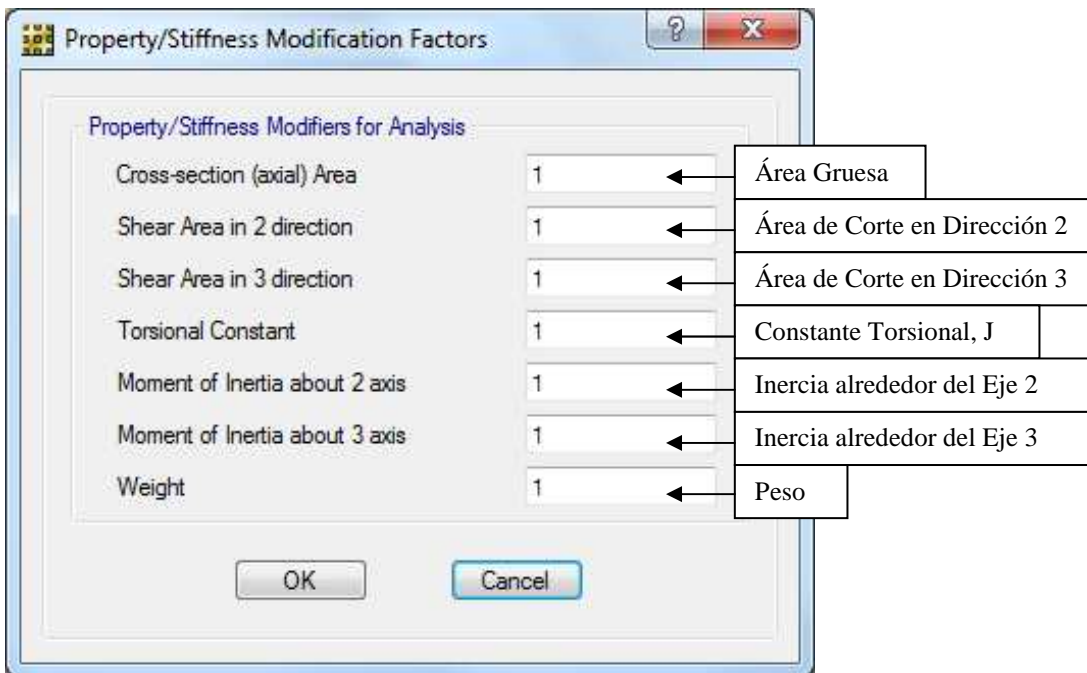 Property/Stiffness Modification Factors
?
Property/Stiffness Modifiers for Analysis
Cross-section (axial) Area 1 Área Gruesa
Shear Area in 2 direction 1 Área de Corte en Dirección 2
Shear Area in 3 direction 1 Área de Corte en Dirección 3
Torsional Constant 1 Constante Torsional, J
Moment of Inertia about 2 axis 1 Inercia alrededor del Eje 2
Moment of Inertia about 3 axis 1 Inercia alrededor del Eje 3
Weight 1 Peso
OK Cancel